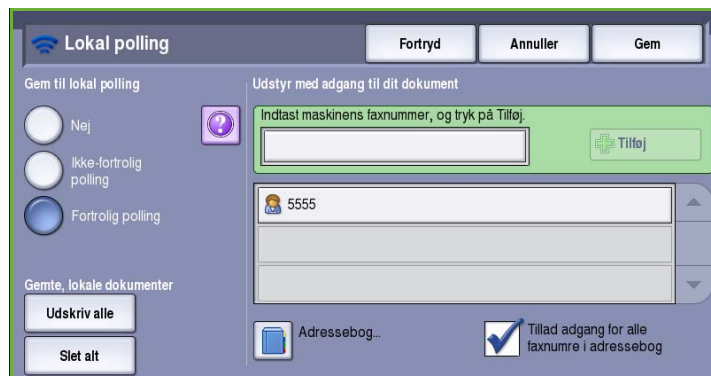 Lokal polling
Fortryd
Annuller
Gem
Gem til lokal polling
Nej
Ikke-fortrolig
polling
Fortrolig polling
Gemte, lokale dokumenter
Udskriv alle
Slet alt
Udstyr med adgang til dit dokument
Indtast maskinens faxnummer, og tryk på Tilføj.
Tilføj
5555
Adressebog...
Tillad adgang for alle
faxnumre i adressebog